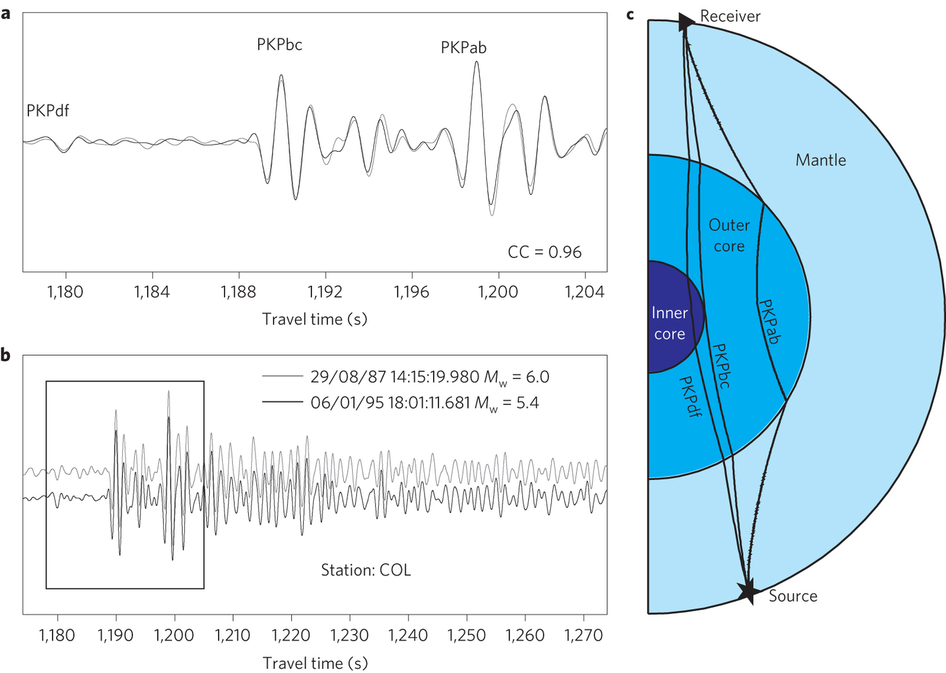 a
PKPbc
PKPab
PKPdf
CC = 0.96
1,180 1,184 1,188 1,192 1,196 1,200 1,204
Travel time (s)
b
29/08/87 14:15:19.980 Mw = 6.0
06/01/95 18:01:11.681 Mw = 5.4
Station: COL
1,180 1,190 1,200 1,210 1,220 1,230 1,240 1,250 1,260 1,270
Travel time (s)
c
Receiver
Mantle
Outer
core
Inner
core
PKPab
PKPbc
PKPdf
Source